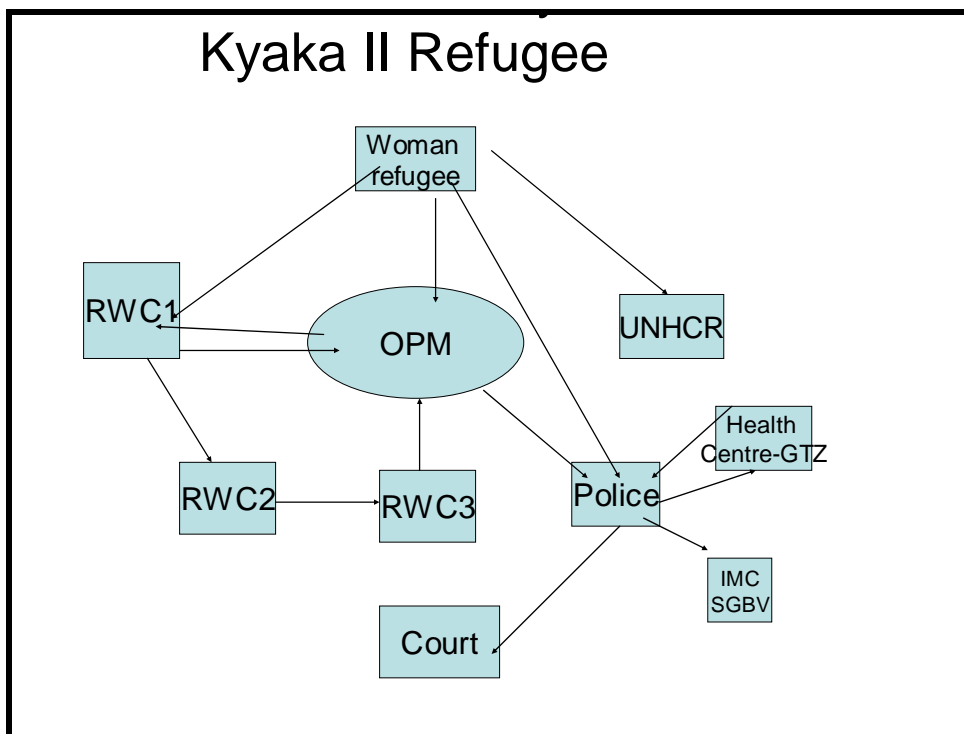 Kyaka II Refugee
Woman
refugee
RWC1
OPM
UNHCR
Health
Centre-GTZ
RWC2
RWC3
Police
IMC
SGBV
Court